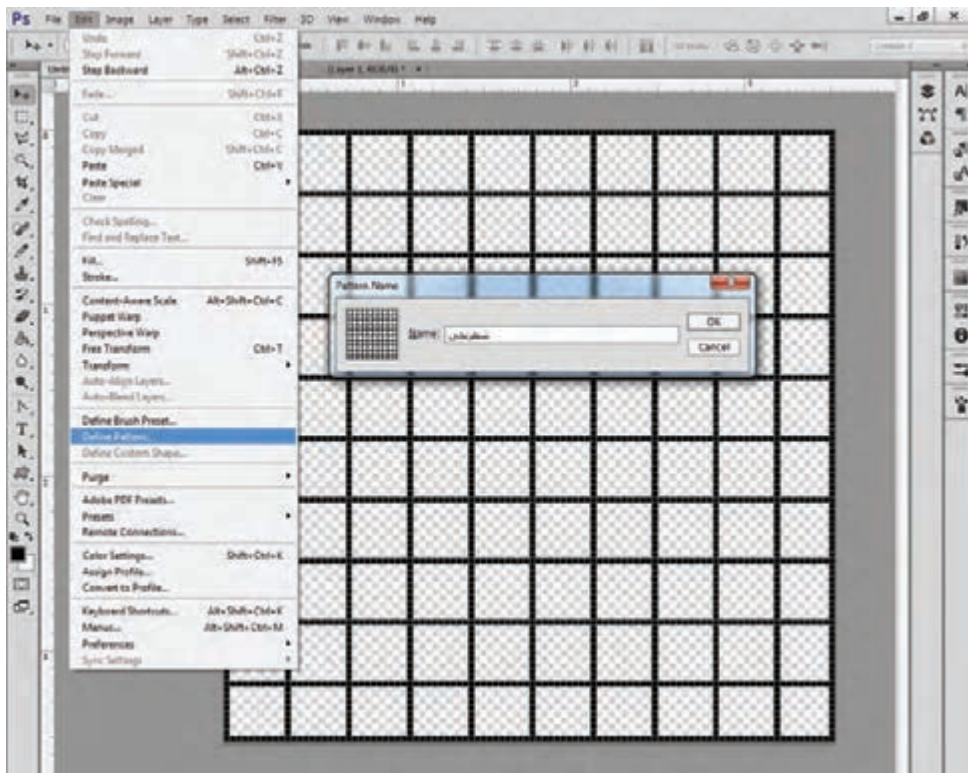 Ps File Edit Image Layer Type Select Filter 3D View Window Help
Undo Ctrl+Z
Step Forward Shift+Ctrl+Z
Step Backward Alt+Ctrl+Z
Fade... Shift+Ctrl+F
Cut Ctrl+X
Copy Ctrl+C
Copy Merged Shift+Ctrl+C
Paste Ctrl+V
Paste Special
Clear
Check Spelling...
Find and Replace Text...
Fill... Shift+F5
Stroke...
Content-Aware Scale Alt+Shift+Ctrl+C
Puppet Warp
Perspective Warp
Free Transform Ctrl+T
Transform
Auto-Align Layers...
Auto-Blend Layers...
Define Brush Preset...
Define Pattern...
Define Custom Shape...
Purge
Adobe PDF Presets...
Presets
Remote Connections...
Color Settings... Shift+Ctrl+K
Assign Profile...
Convert to Profile...
Keyboard Shortcuts... Alt+Shift+Ctrl+K
Menus... Alt+Shift+Ctrl+M
Preferences
Sync Settings
Pattern Name
Name:
OK
Cancel